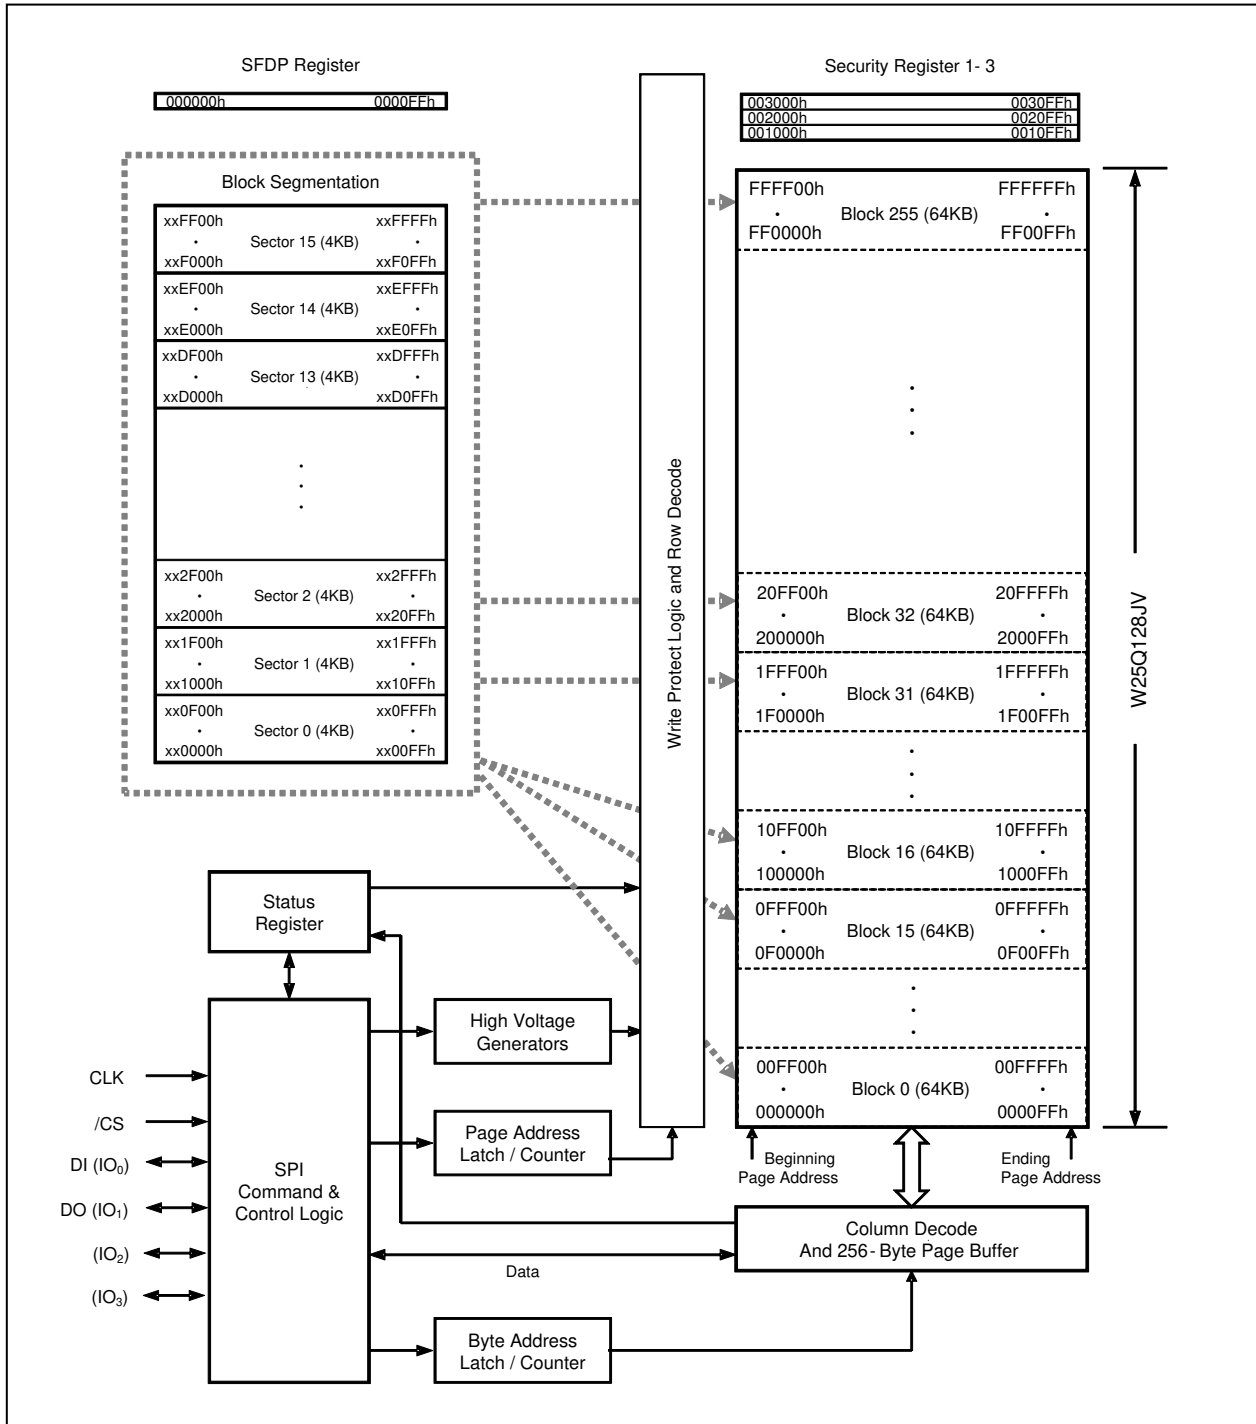 SFDP Register
000000h 0000FFh
Security Register 1- 3
003000h 0030FFh
002000h 0020FFh
001000h 0010FFh
Block Segmentation
xxFF00h xxFFFFh
· Sector 15 (4KB) ·
xxF000h xxF0FFh
xxEF00h xxEFFFh
· Sector 14 (4KB) ·
xxE000h xxE0FFh
xxDF00h xxDFFFh
· Sector 13 (4KB) ·
xxD000h xxD0FFh
xx2F00h xx2FFFh
· Sector 2 (4KB) ·
xx2000h xx20FFh
xx1F00h xx1FFFh
· Sector 1 (4KB) ·
xx1000h xx10FFh
xx0F00h xx0FFFh
· Sector 0 (4KB) ·
xx0000h xx00FFh
Write Protect Logic and Row Decode
FFFF00h FFFFFFh
· Block 255 (64KB) ·
FF0000h FF00FFh
20FF00h 20FFFFh
· Block 32 (64KB) ·
200000h 2000FFh
1FFF00h 1FFFFFh
· Block 31 (64KB) ·
1F0000h 1F00FFh
10FF00h 10FFFFh
· Block 16 (64KB) ·
100000h 1000FFh
0FFF00h 0FFFFFh
· Block 15 (64KB) ·
0F0000h 0F00FFh
00FF00h 00FFFFh
· Block 0 (64KB) ·
000000h 0000FFh
W25Q128JV
Beginning
Page Address
Ending
Page Address
Status
Register
High Voltage
Generators
Page Address
Latch / Counter
CLK
/CS
DI (IO₀)
DO (IO₁)
(IO₂)
(IO₃)
SPI
Command &
Control Logic
Column Decode
And 256- Byte Page Buffer
Data
Byte Address
Latch / Counter